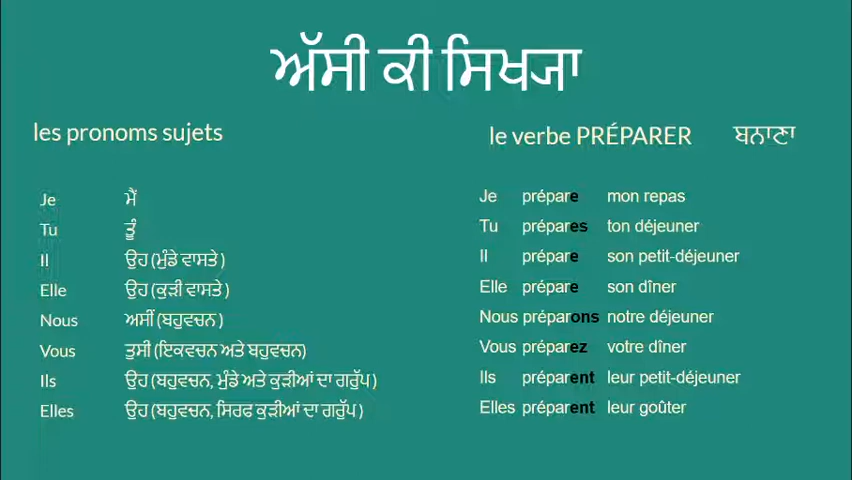 ਅੱਸੀ ਕੀ ਸਿਖਿਆ
les pronoms sujets
Je ਮੈਂ
Tu ਤੂੰ
Il ਉਹ (ਮੁੰਡੇ ਵਾਸਤੇ )
Elle ਉਹ (ਕੁੜੀ ਵਾਸਤੇ )
Nous ਅਸੀਂ (ਬਹੁਵਚਨ )
Vous ਤੁਸੀ (ਇਕਵਚਨ ਅਤੇ ਬਹੁਵਚਨ)
Ils ਉਹ (ਬਹੁਵਚਨ, ਮੁੰਡੇ ਅਤੇ ਕੁੜੀਆਂ ਦਾ ਗਰੁੱਪ )
Elles ਉਹ (ਬਹੁਵਚਨ, ਸਿਰਫ ਕੁੜੀਆਂ ਦਾ ਗਰੁੱਪ )
le verbe PRÉPARER ਬਨਾਣਾ
Je prépare mon repas
Tu prépares ton déjeuner
Il prépare son petit-déjeuner
Elle prépare son dîner
Nous préparons notre déjeuner
Vous préparez votre dîner
Ils préparent leur petit-déjeuner
Elles préparent leur goûter